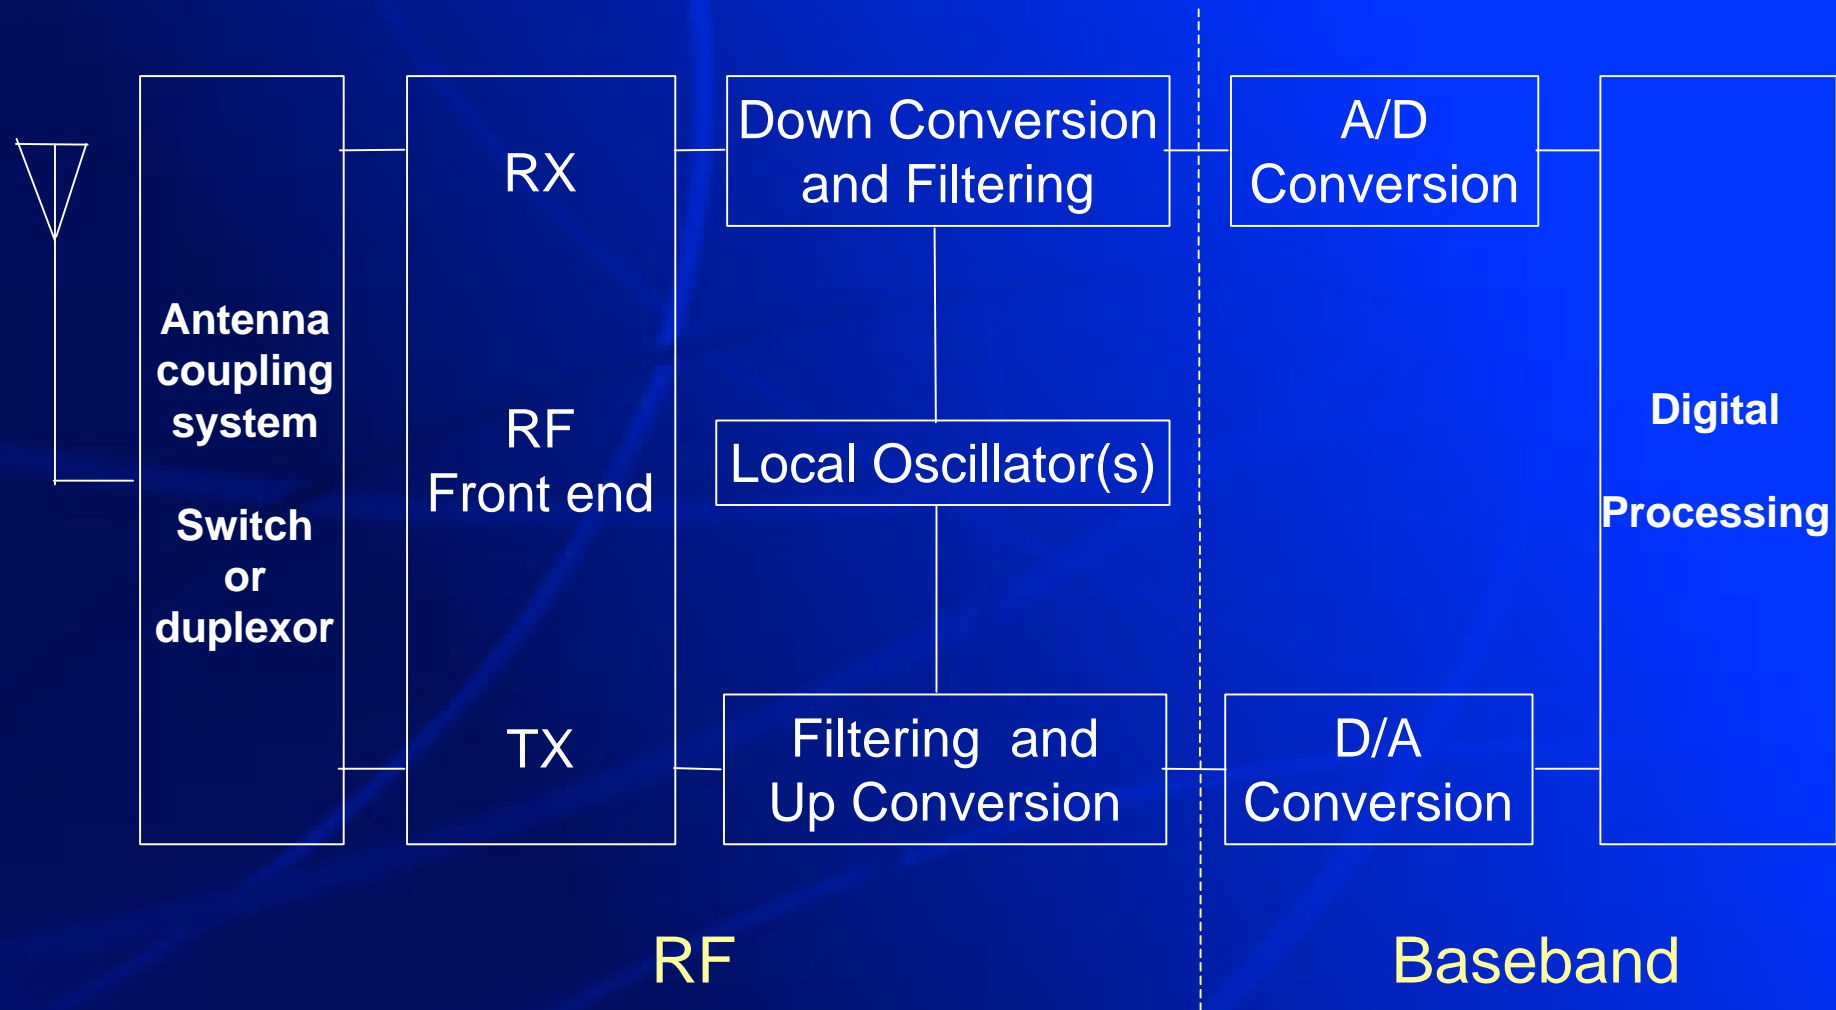 Antenna
coupling
system
Switch
or
duplexor
RX
RF
Front end
TX
Down Conversion
and Filtering
Local Oscillator(s)
Filtering and
Up Conversion
A/D
Conversion
D/A
Conversion
Digital
Processing
RF
Baseband